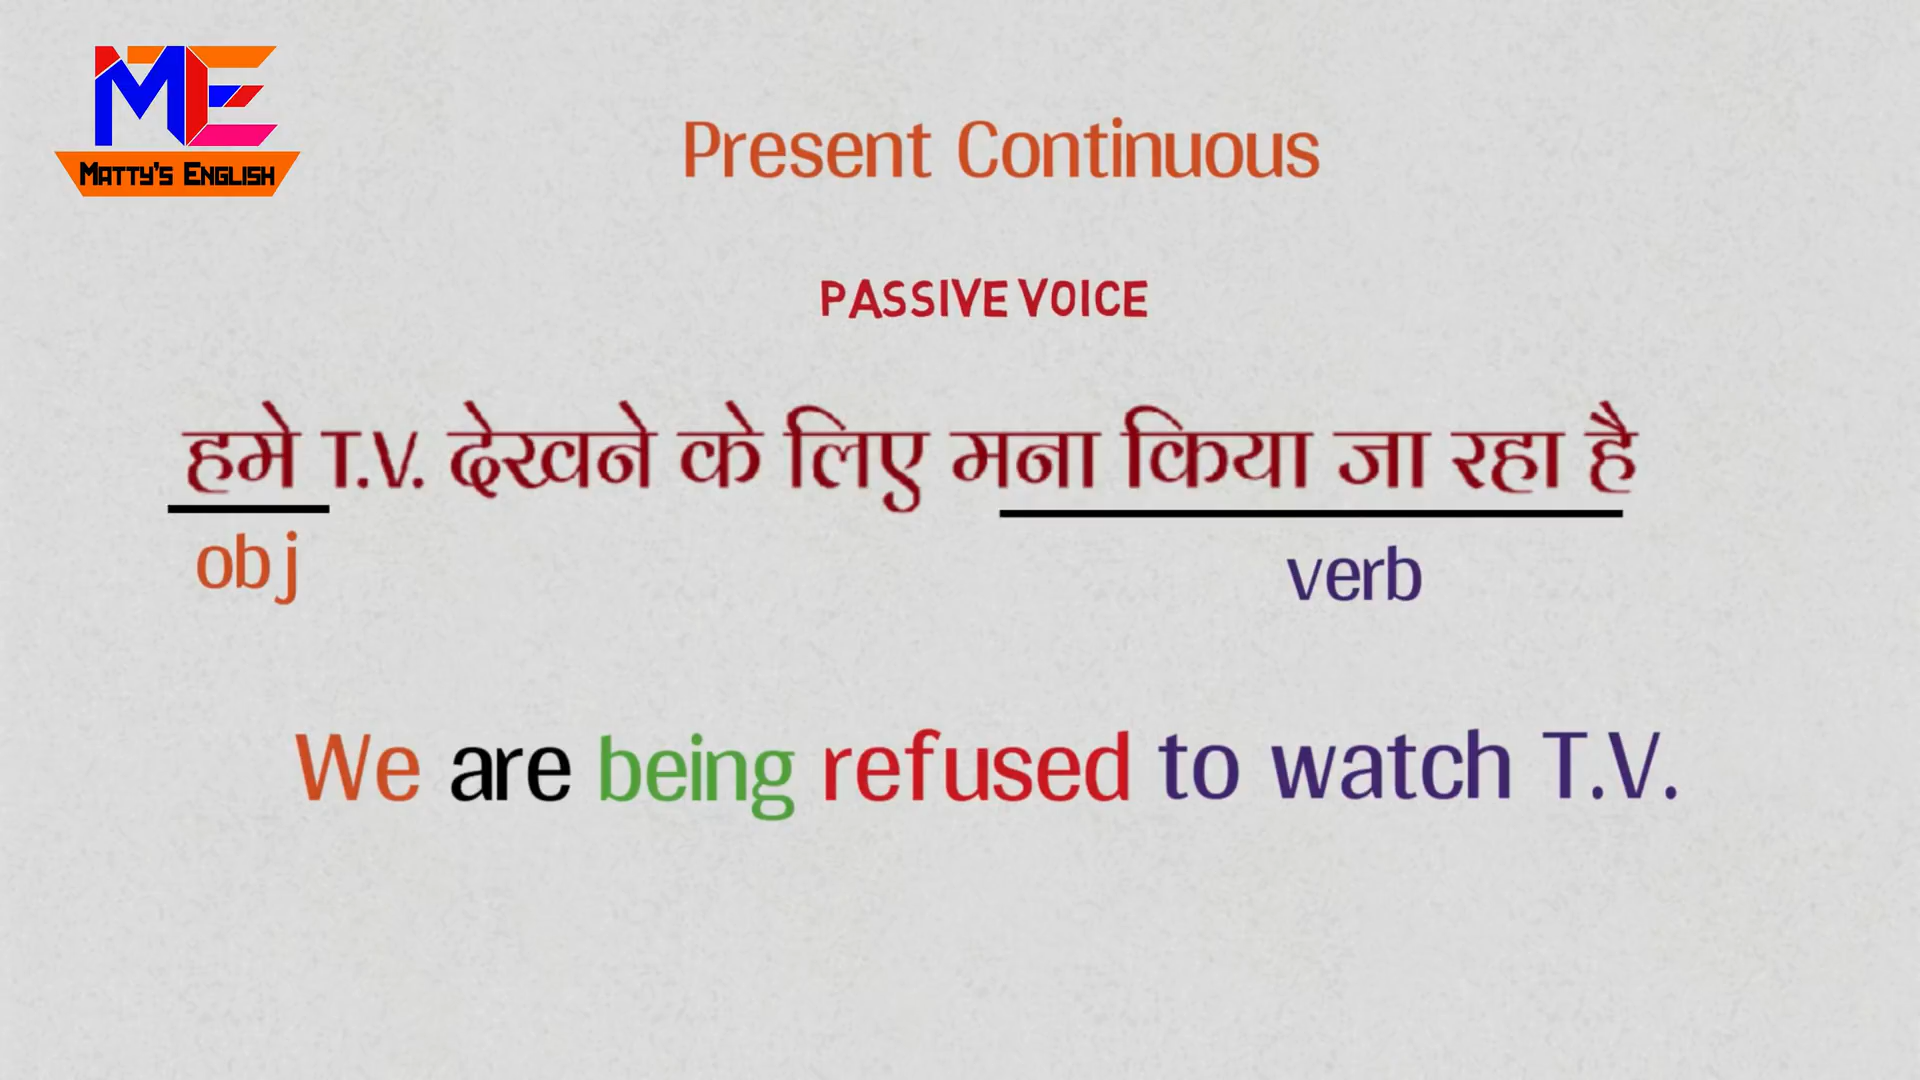 ME
MATTY'S ENGLISH
Present Continuous
PASSIVE VOICE
हमे T.V. देखने के लिए मना किया जा रहा है
obj
verb
We are being refused to watch T.V.